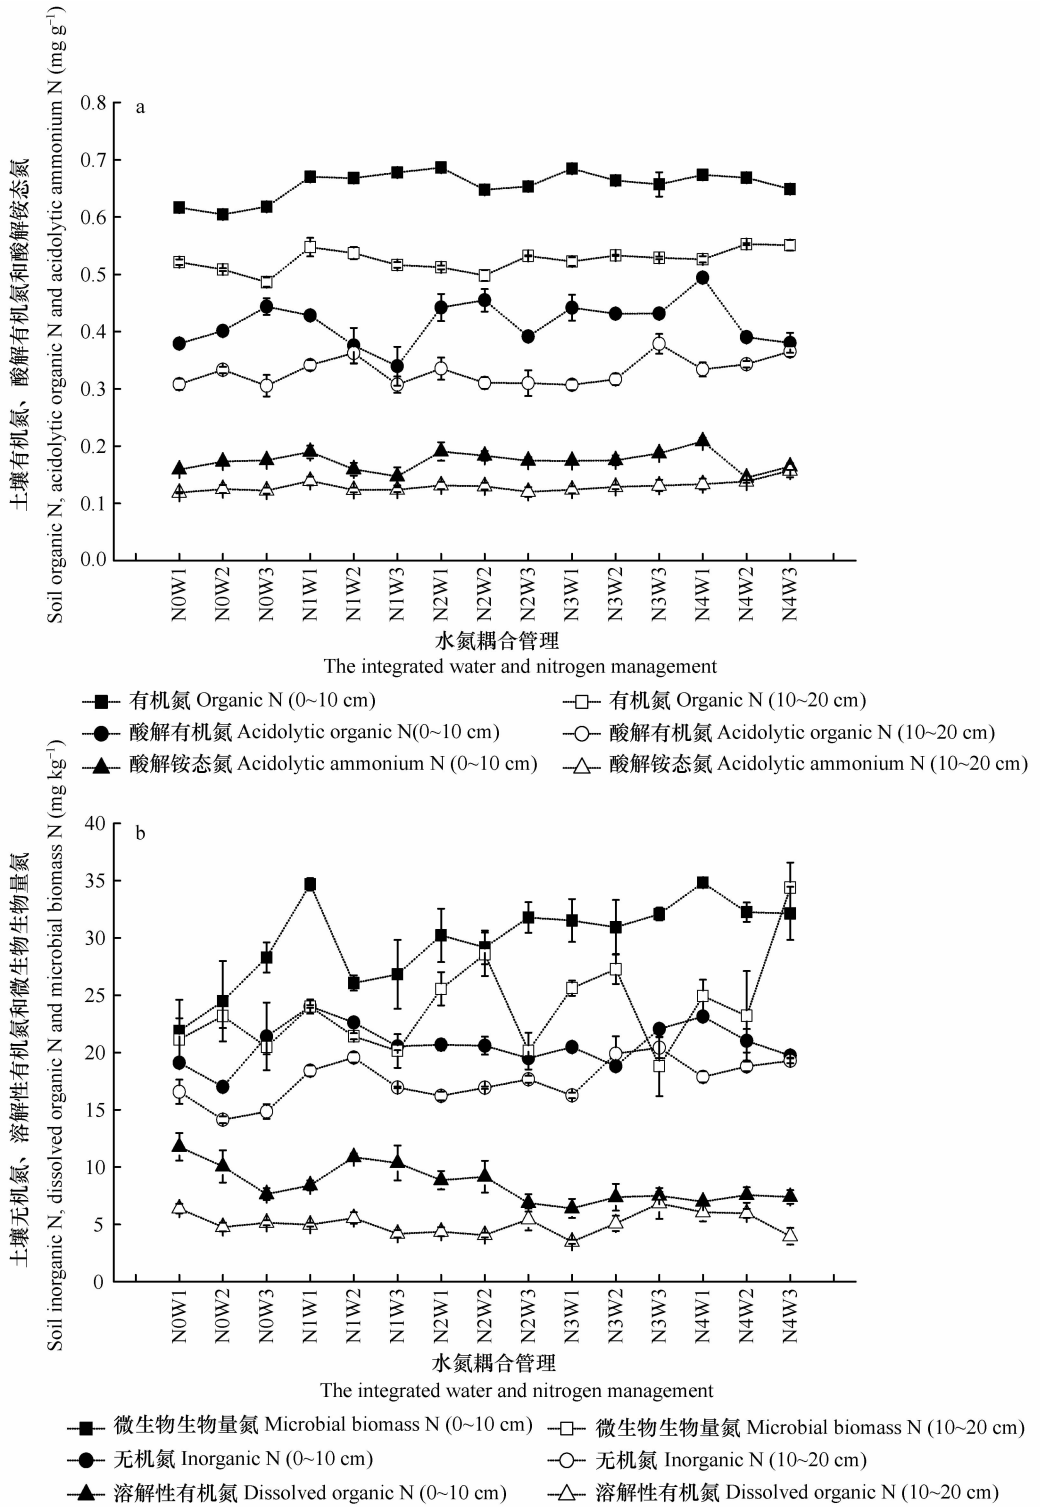 土壤有机氮、酸解有机氮和酸解铵态氮
Soil organic N, acidolytic organic N and acidolytic ammonium N (mg g⁻¹)
a
0.8
0.7
0.6
0.5
0.4
0.3
0.2
0.1
0.0
N0W1 N0W2 N0W3 N1W1 N1W2 N1W3 N2W1 N2W2 N2W3 N3W1 N3W2 N3W3 N4W1 N4W2 N4W3
水氮耦合管理
The integrated water and nitrogen management
有机氮 Organic N (0~10 cm) 有机氮 Organic N (10~20 cm)
酸解有机氮 Acidolytic organic N(0~10 cm) 酸解有机氮 Acidolytic organic N (10~20 cm)
酸解铵态氮 Acidolytic ammonium N (0~10 cm) 酸解铵态氮 Acidolytic ammonium N (10~20 cm)
土壤无机氮、溶解性有机氮和微生物生物量氮
Soil inorganic N, dissolved organic N and microbial biomass N (mg kg⁻¹)
b
40
35
30
25
20
15
10
5
0
N0W1 N0W2 N0W3 N1W1 N1W2 N1W3 N2W1 N2W2 N2W3 N3W1 N3W2 N3W3 N4W1 N4W2 N4W3
水氮耦合管理
The integrated water and nitrogen management
微生物生物量氮 Microbial biomass N (0~10 cm) 微生物生物量氮 Microbial biomass N (10~20 cm)
无机氮 Inorganic N (0~10 cm) 无机氮 Inorganic N (10~20 cm)
溶解性有机氮 Dissolved organic N (0~10 cm) 溶解性有机氮 Dissolved organic N (10~20 cm)